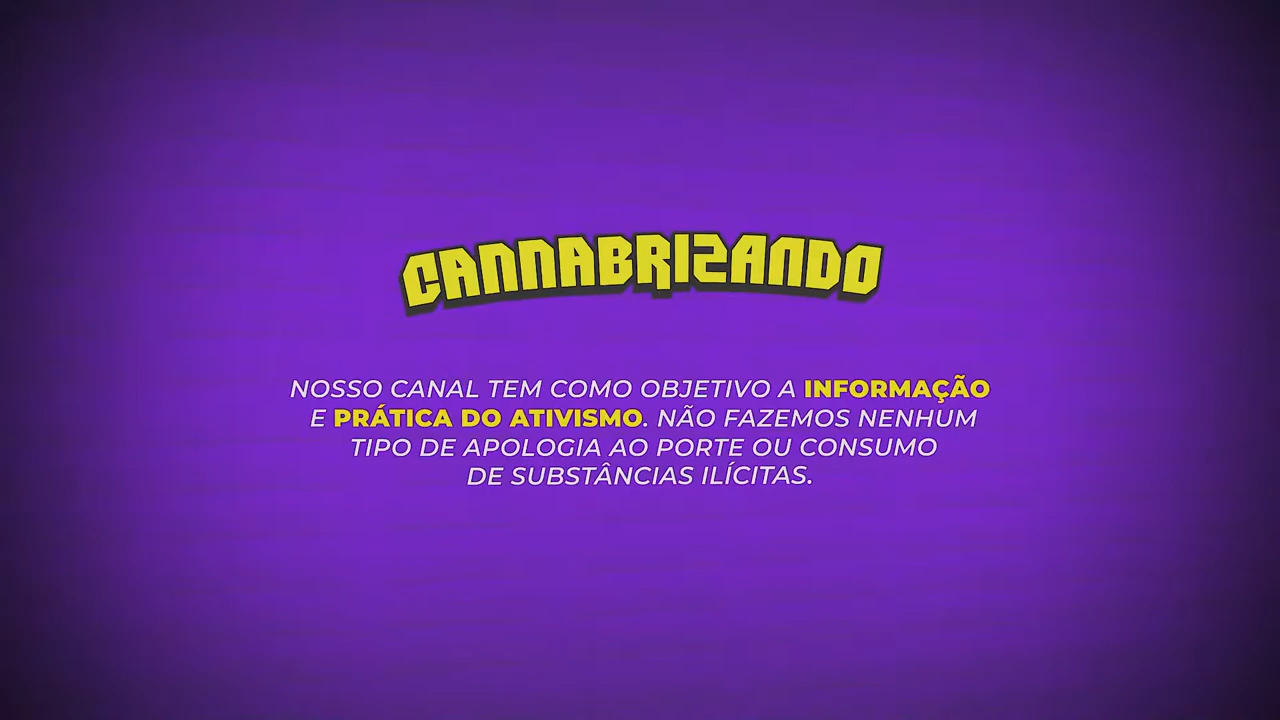 CANNABRIZANDO
NOSSO CANAL TEM COMO OBJETIVO A INFORMAÇÃO
E PRÁTICA DO ATIVISMO. NÃO FAZEMOS NENHUM
TIPO DE APOLOGIA AO PORTE OU CONSUMO
DE SUBSTÂNCIAS ILÍCITAS.